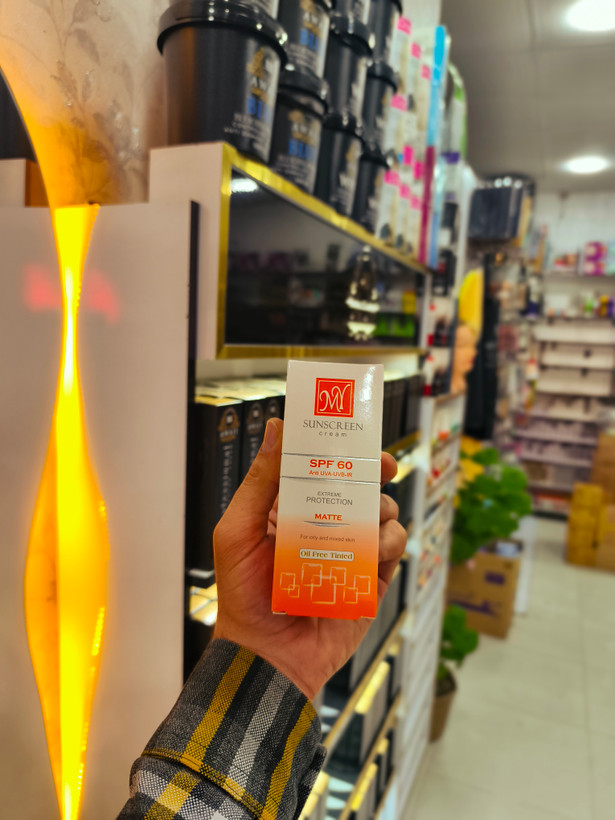 MY
SUNSCREEN
cream
SPF 60
Anti UVA-UVB-IR
EXTREME
PROTECTION
MATTE
For oily and mixed skin
Oil Free Tinted